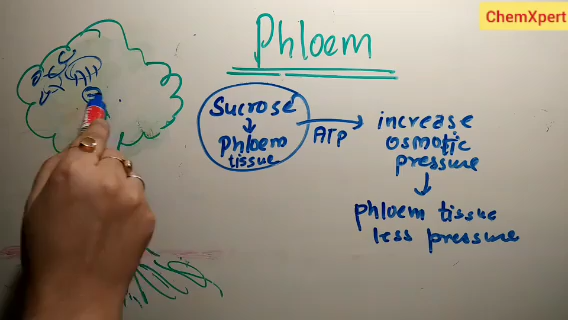 ChemXpert
Phloem
Sucrose
Phloem
tissue
ATP
increase
osmotic
pressure
phloem tissue
less pressure